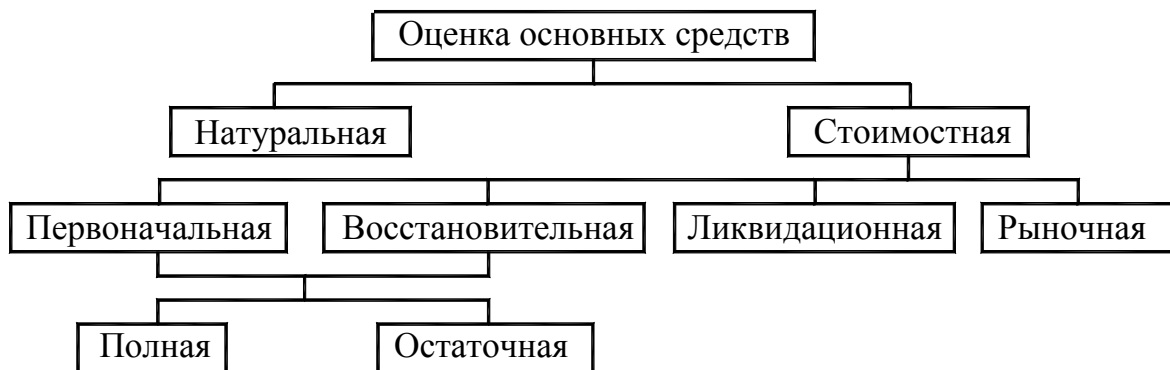 Оценка основных средств
Натуральная
Стоимостная
Первоначальная
Восстановительная
Ликвидационная
Рыночная
Полная
Остаточная